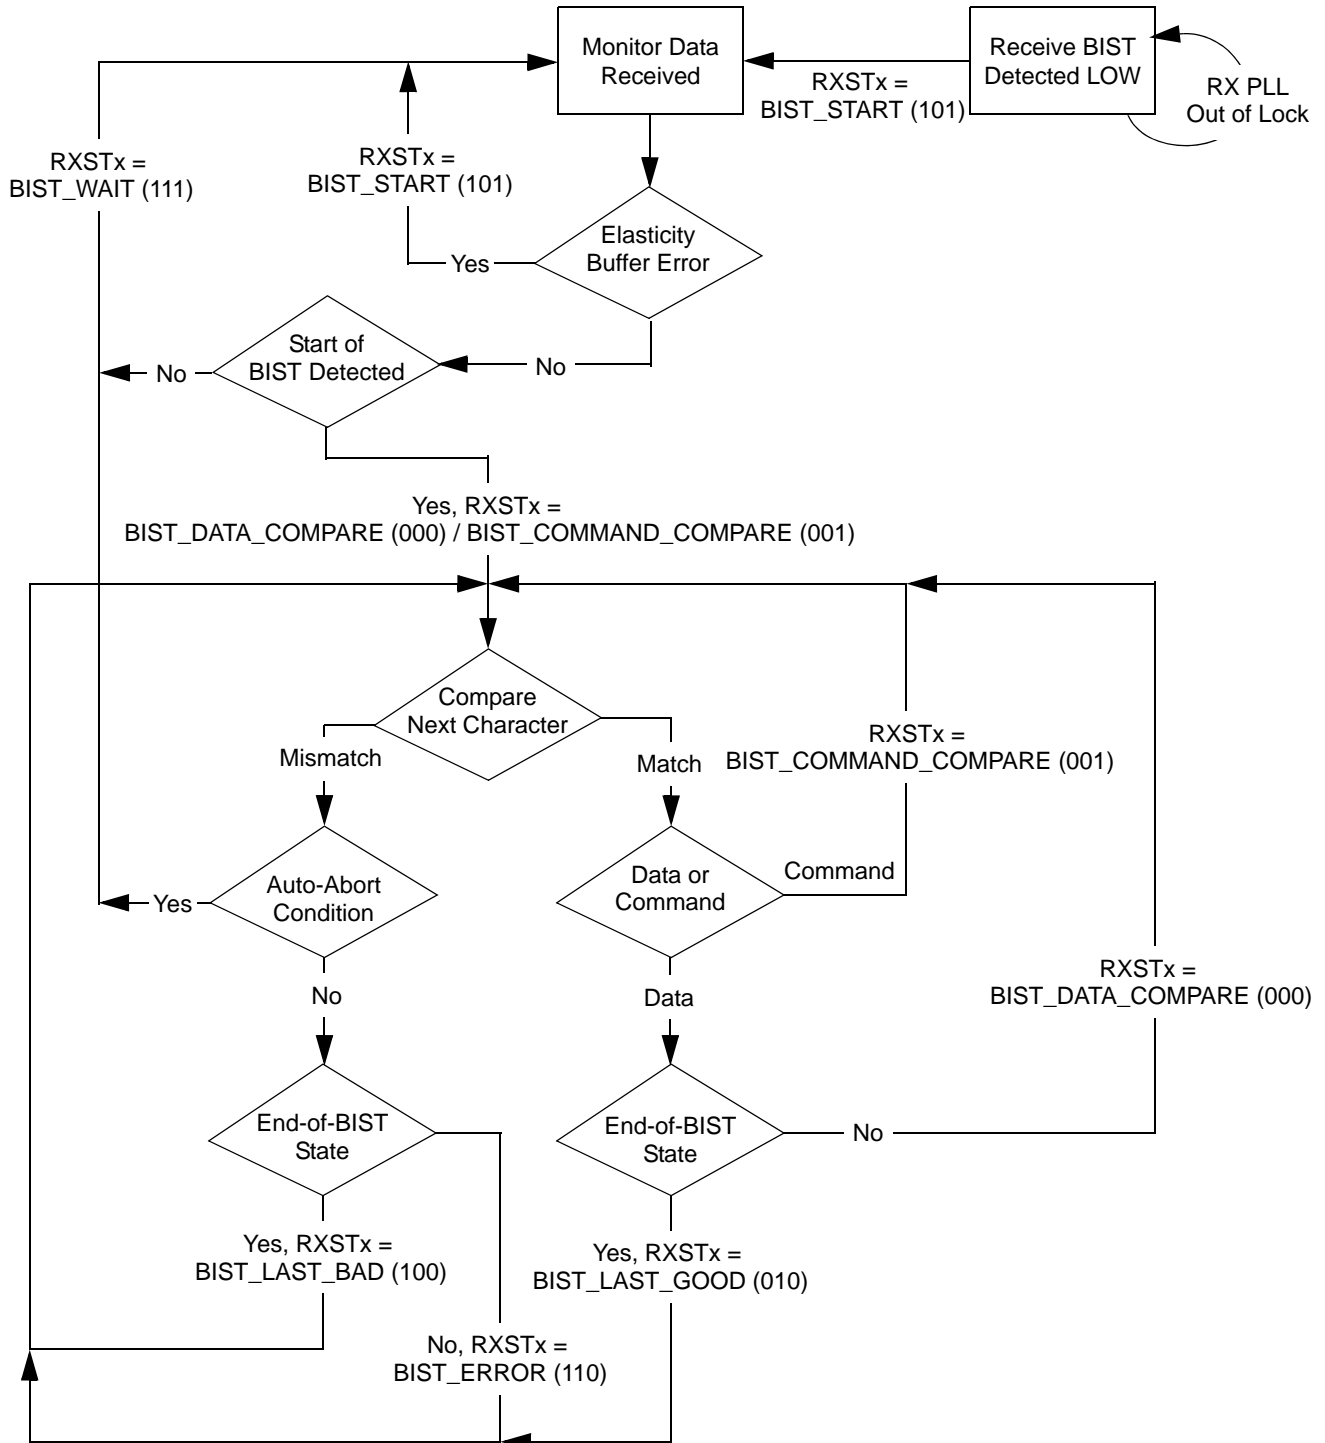 Monitor Data
Received
Receive BIST
Detected LOW
RX PLL
Out of Lock
RXSTx =
BIST_START (101)
RXSTx =
BIST_WAIT (111)
RXSTx =
BIST_START (101)
Elasticity
Buffer Error
Yes
Start of
BIST Detected
No
No
Yes, RXSTx =
BIST_DATA_COMPARE (000) / BIST_COMMAND_COMPARE (001)
Compare
Next Character
Mismatch
Match
RXSTx =
BIST_COMMAND_COMPARE (001)
Auto-Abort
Condition
Yes
Data or
Command
Command
No
Data
RXSTx =
BIST_DATA_COMPARE (000)
End-of-BIST
State
End-of-BIST
State
No
Yes, RXSTx =
BIST_LAST_BAD (100)
Yes, RXSTx =
BIST_LAST_GOOD (010)
No, RXSTx =
BIST_ERROR (110)